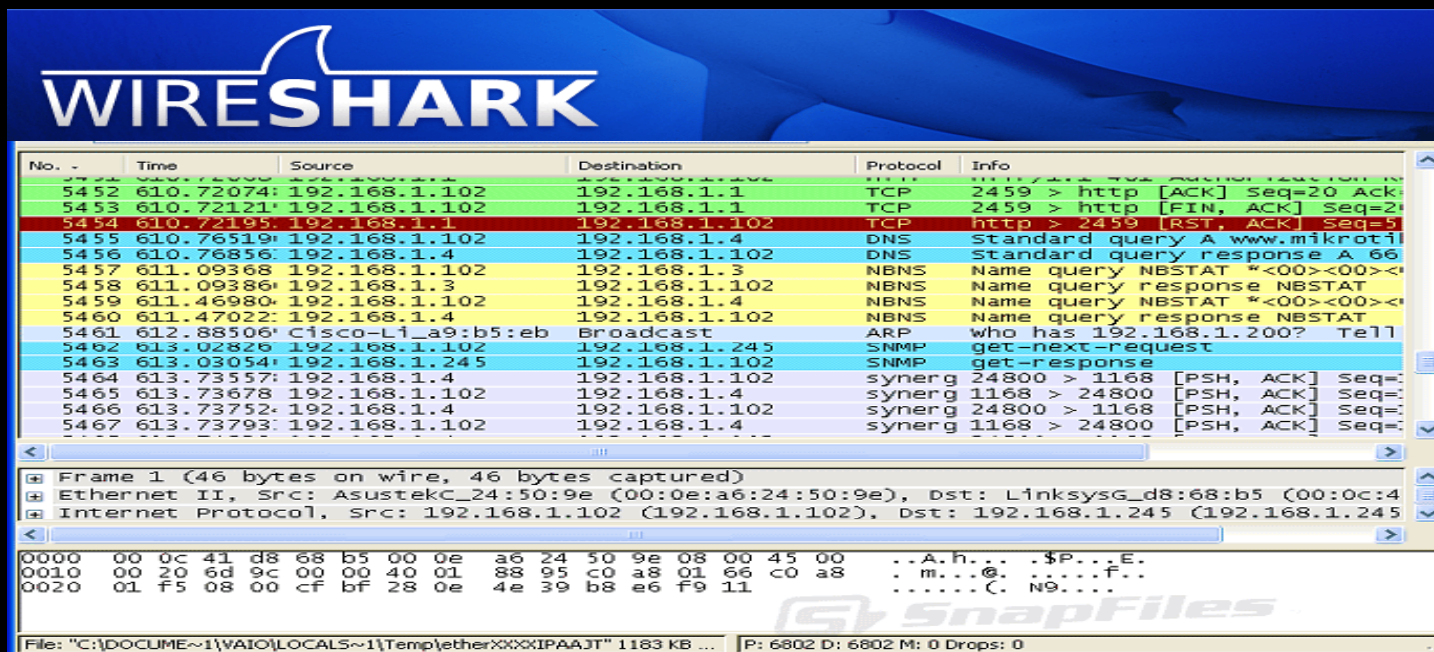 WIRESHARK
No. Time Source Destination Protocol Info
5452 610.72074 192.168.1.102 192.168.1.1 TCP 2459 > http [ACK] Seq=20 Ack
5453 610.72121 192.168.1.102 192.168.1.1 TCP 2459 > http [FIN, ACK] Seq=2
5454 610.72195 192.168.1.1 192.168.1.102 TCP http > 2459 [RST, ACK] Seq=5
5455 610.76519 192.168.1.102 192.168.1.4 DNS Standard query A www.mikroti
5456 610.76856 192.168.1.4 192.168.1.102 DNS Standard query response A 66
5457 611.09368 192.168.1.102 192.168.1.3 NBNS Name query NBSTAT *<00><00><
5458 611.09386 192.168.1.3 192.168.1.102 NBNS Name query response NBSTAT
5459 611.46980 192.168.1.102 192.168.1.4 NBNS Name query NBSTAT *<00><00><
5460 611.47022 192.168.1.4 192.168.1.102 NBNS Name query response NBSTAT
5461 612.88506 Cisco-Li_a9:b5:eb Broadcast ARP who has 192.168.1.200? Tell
5462 613.02826 192.168.1.102 192.168.1.245 SNMP get-next-request
5463 613.03054 192.168.1.245 192.168.1.102 SNMP get-response
5464 613.73557 192.168.1.4 192.168.1.102 synerg 24800 > 1168 [PSH, ACK] Seq=
5465 613.73678 192.168.1.102 192.168.1.4 synerg 1168 > 24800 [PSH, ACK] Seq=
5466 613.73752 192.168.1.4 192.168.1.102 synerg 24800 > 1168 [PSH, ACK] Seq=
5467 613.73793 192.168.1.102 192.168.1.4 synerg 1168 > 24800 [PSH, ACK] Seq=
Frame 1 (46 bytes on wire, 46 bytes captured)
Ethernet II, Src: AsustekC_24:50:9e (00:0e:a6:24:50:9e), Dst: LinksysG_d8:68:b5 (00:0c:4
Internet Protocol, Src: 192.168.1.102 (192.168.1.102), Dst: 192.168.1.245 (192.168.1.245
0000 00 0c 41 d8 68 b5 00 0e a6 24 50 9e 08 00 45 00 ..A.h... .$P...E.
0010 00 20 6d 9c 00 00 40 01 88 95 c0 a8 01 66 c0 a8 . m...@. .....f..
0020 01 f5 08 00 cf bf 28 0e 4e 39 b8 e6 f9 11 ......(. N9....
SnapFiles
File: "C:\DOCUME~1\VAIO\LOCALS~1\Temp\etherXXXXIPAAJT" 1183 KB ... P: 6802 D: 6802 M: 0 Drops: 0